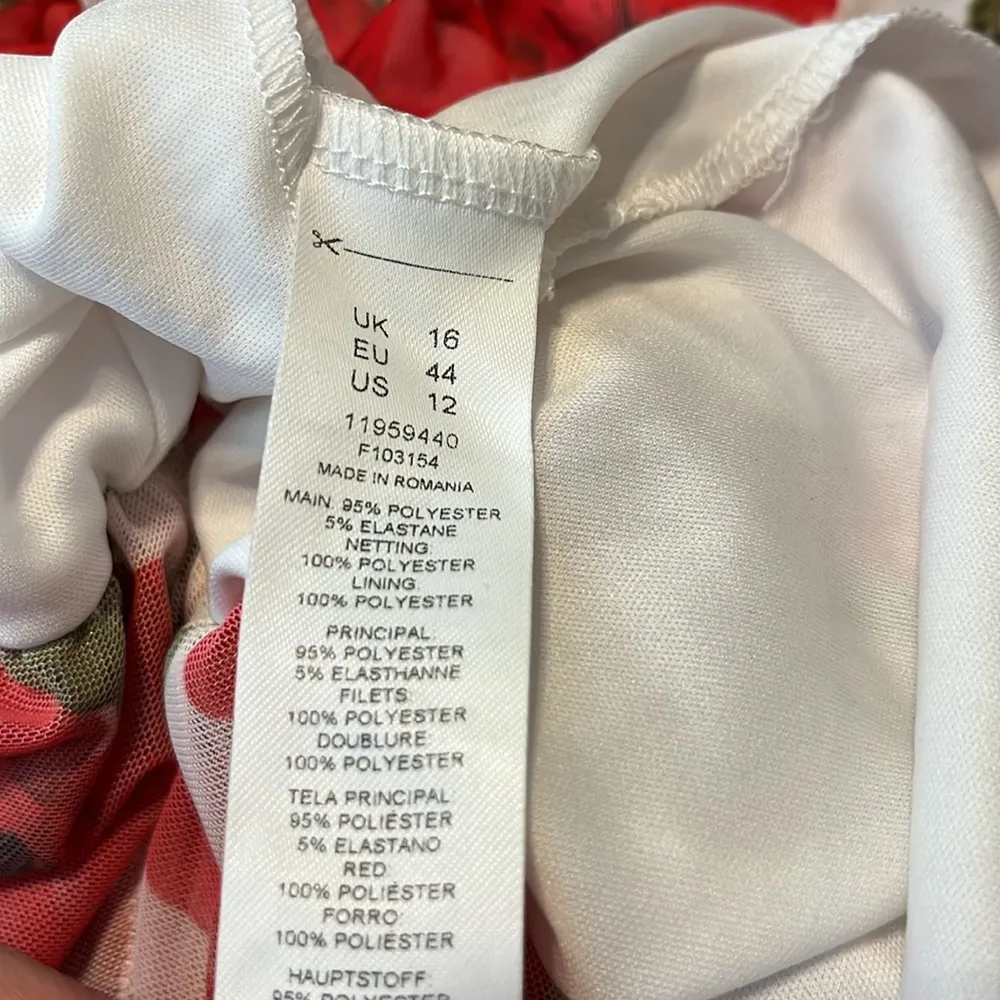 UK 16
EU 44
US 12
11959440
F103154
MADE IN ROMANIA
MAIN: 95% POLYESTER
5% ELASTANE
NETTING:
100% POLYESTER
LINING:
100% POLYESTER
PRINCIPAL:
95% POLYESTER
5% ELASTHANNE
FILETS:
100% POLYESTER
DOUBLURE
100% POLYESTER
TELA PRINCIPAL
95% POLIÉSTER
5% ELASTANO
RED:
100% POLIÉSTER
FORRO:
100% POLIÉSTER
HAUPTSTOFF:
95% POLYESTER